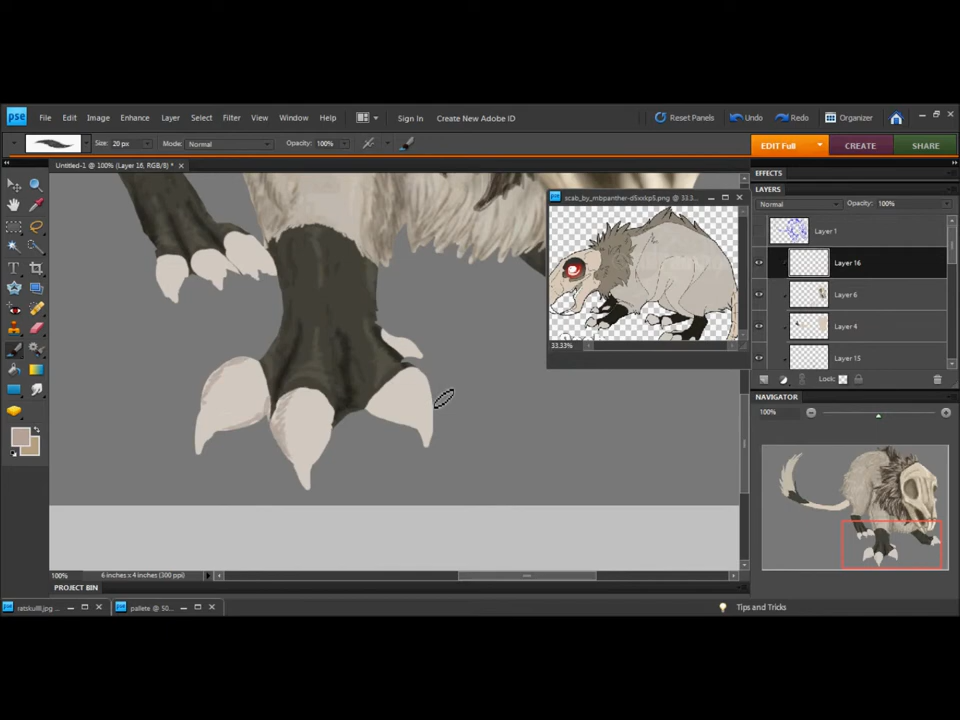 pse File Edit Image Enhance Layer Select Filter View Window Help Sign In Create New Adobe ID Reset Panels Undo Redo Organizer
Size: 20 px Mode: Normal Opacity: 100% EDIT Full CREATE SHARE
Untitled-1 @ 100% (Layer 16, RGB/8) *
EFFECTS
LAYERS
Normal Opacity: 100%
Layer 1
Layer 16
Layer 6
Layer 4
Layer 15
Lock:
33.33%
NAVIGATOR
100%
100% 6 inches x 4 inches (300 ppi)
PROJECT BIN
pallete @ 50... Tips and Tricks